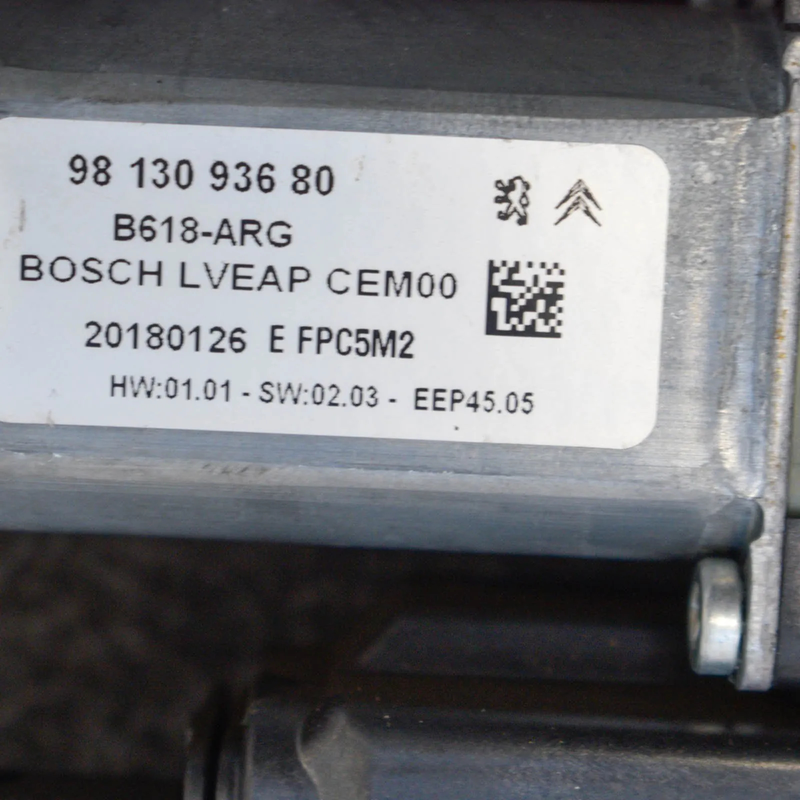 98 130 936 80
B618-ARG
BOSCH LVEAP CEM00
20180126 E FPC5M2
HW:01.01 - SW:02.03 - EEP45.05